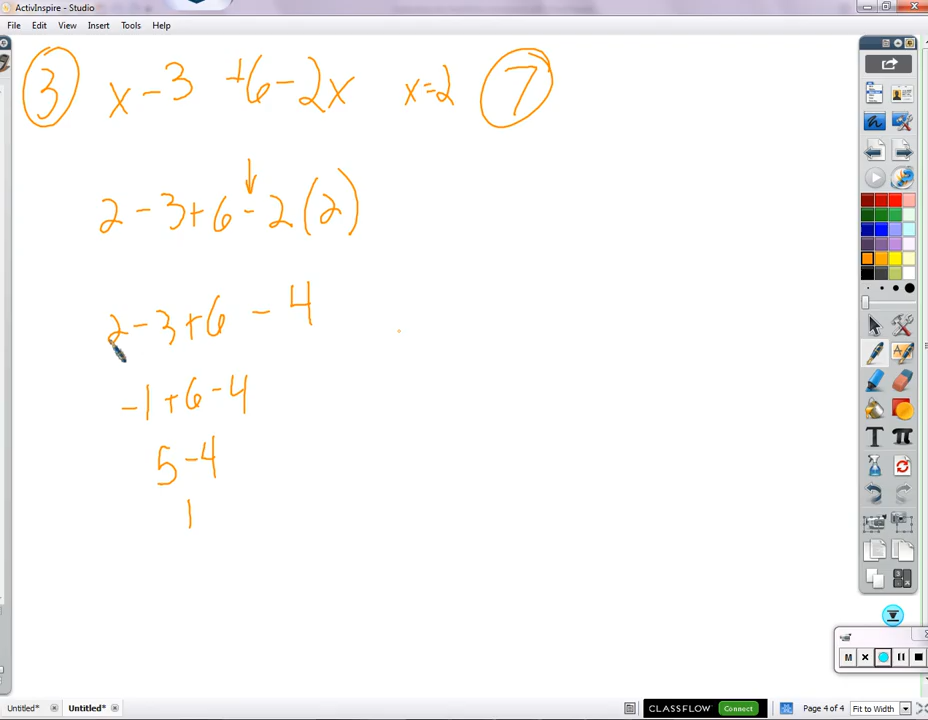 ActivInspire - Studio
File Edit View Insert Tools Help
3 x - 3 + 6 - 2x x = 2 7
2 - 3 + 6 - 2 (2)
2 - 3 + 6 - 4
-1 + 6 - 4
5 - 4
1
M
Untitled* Untitled* CLASSFLOW Connect Page 4 of 4 Fit to Width